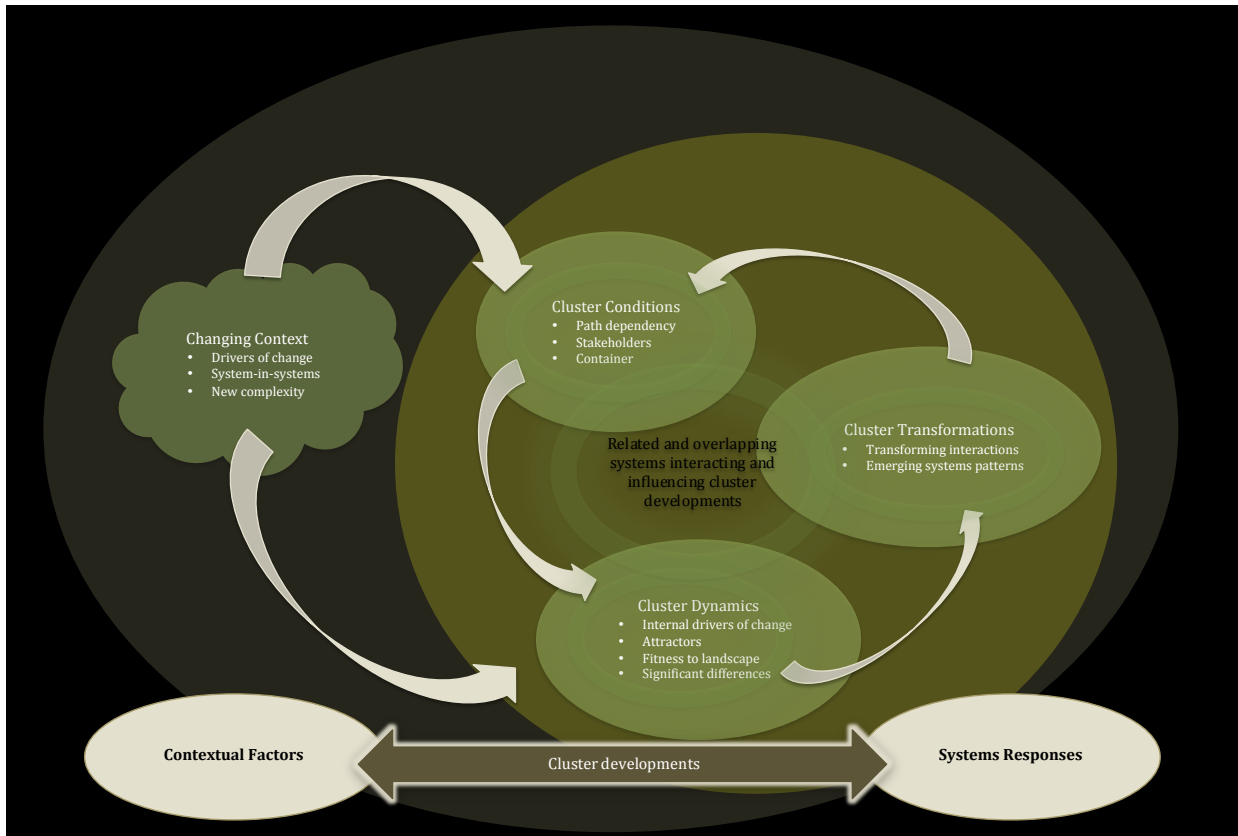 Changing Context
• Drivers of change
• System-in-systems
• New complexity
Cluster Conditions
• Path dependency
• Stakeholders
• Container
Cluster Transformations
• Transforming interactions
• Emerging systems patterns
Related and overlapping
systems interacting and
influencing cluster
developments
Cluster Dynamics
• Internal drivers of change
• Attractors
• Fitness to landscape
• Significant differences
Contextual Factors
Cluster developments
Systems Responses